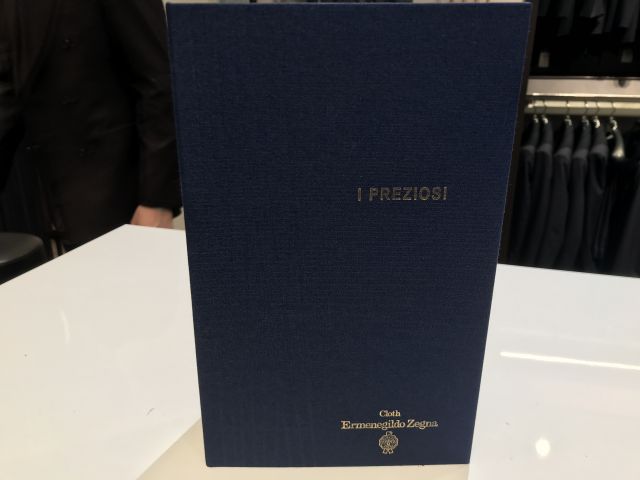 I PREZIOSI
Cloth
Ermenegildo Zegna